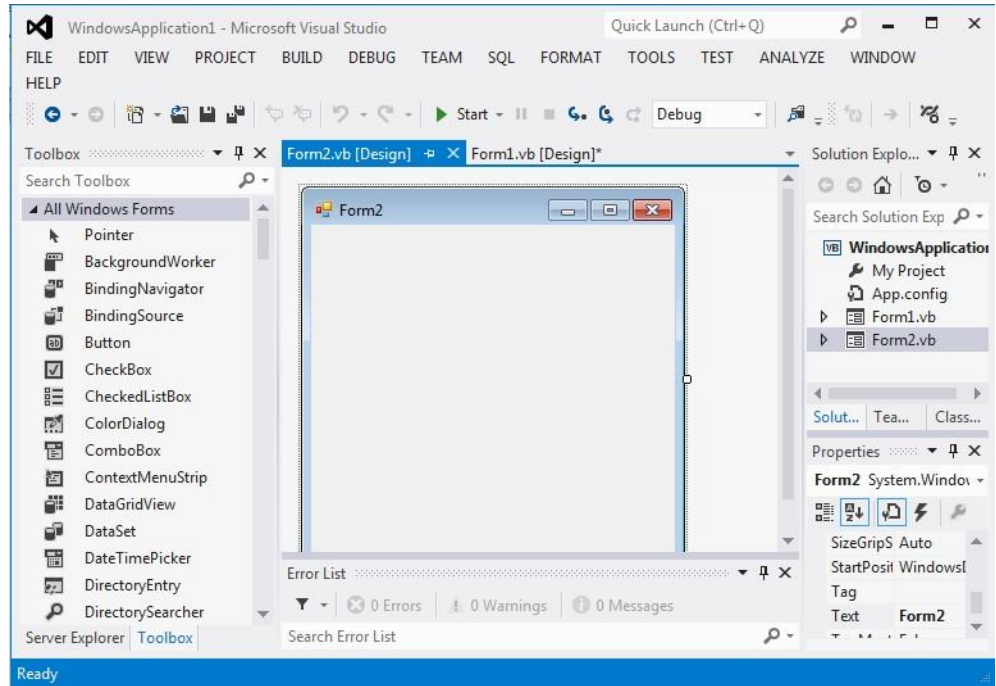 WindowsApplication1 - Microsoft Visual Studio
Quick Launch (Ctrl+Q)
FILE EDIT VIEW PROJECT BUILD DEBUG TEAM SQL FORMAT TOOLS TEST ANALYZE WINDOW
HELP
Start Debug
Toolbox
Search Toolbox
All Windows Forms
Pointer
BackgroundWorker
BindingNavigator
BindingSource
Button
CheckBox
CheckedListBox
ColorDialog
ComboBox
ContextMenuStrip
DataGridView
DataSet
DateTimePicker
DirectoryEntry
DirectorySearcher
Server Explorer Toolbox
Form2.vb [Design] Form1.vb [Design]*
Form2
Error List
0 Errors 0 Warnings 0 Messages
Search Error List
Solution Explo...
Search Solution Exp
VB WindowsApplication
My Project
App.config
Form1.vb
Form2.vb
Solut... Tea... Class...
Properties
Form2 System.Window
SizeGripS Auto
StartPosit Windows
Tag
Text Form2
Ready